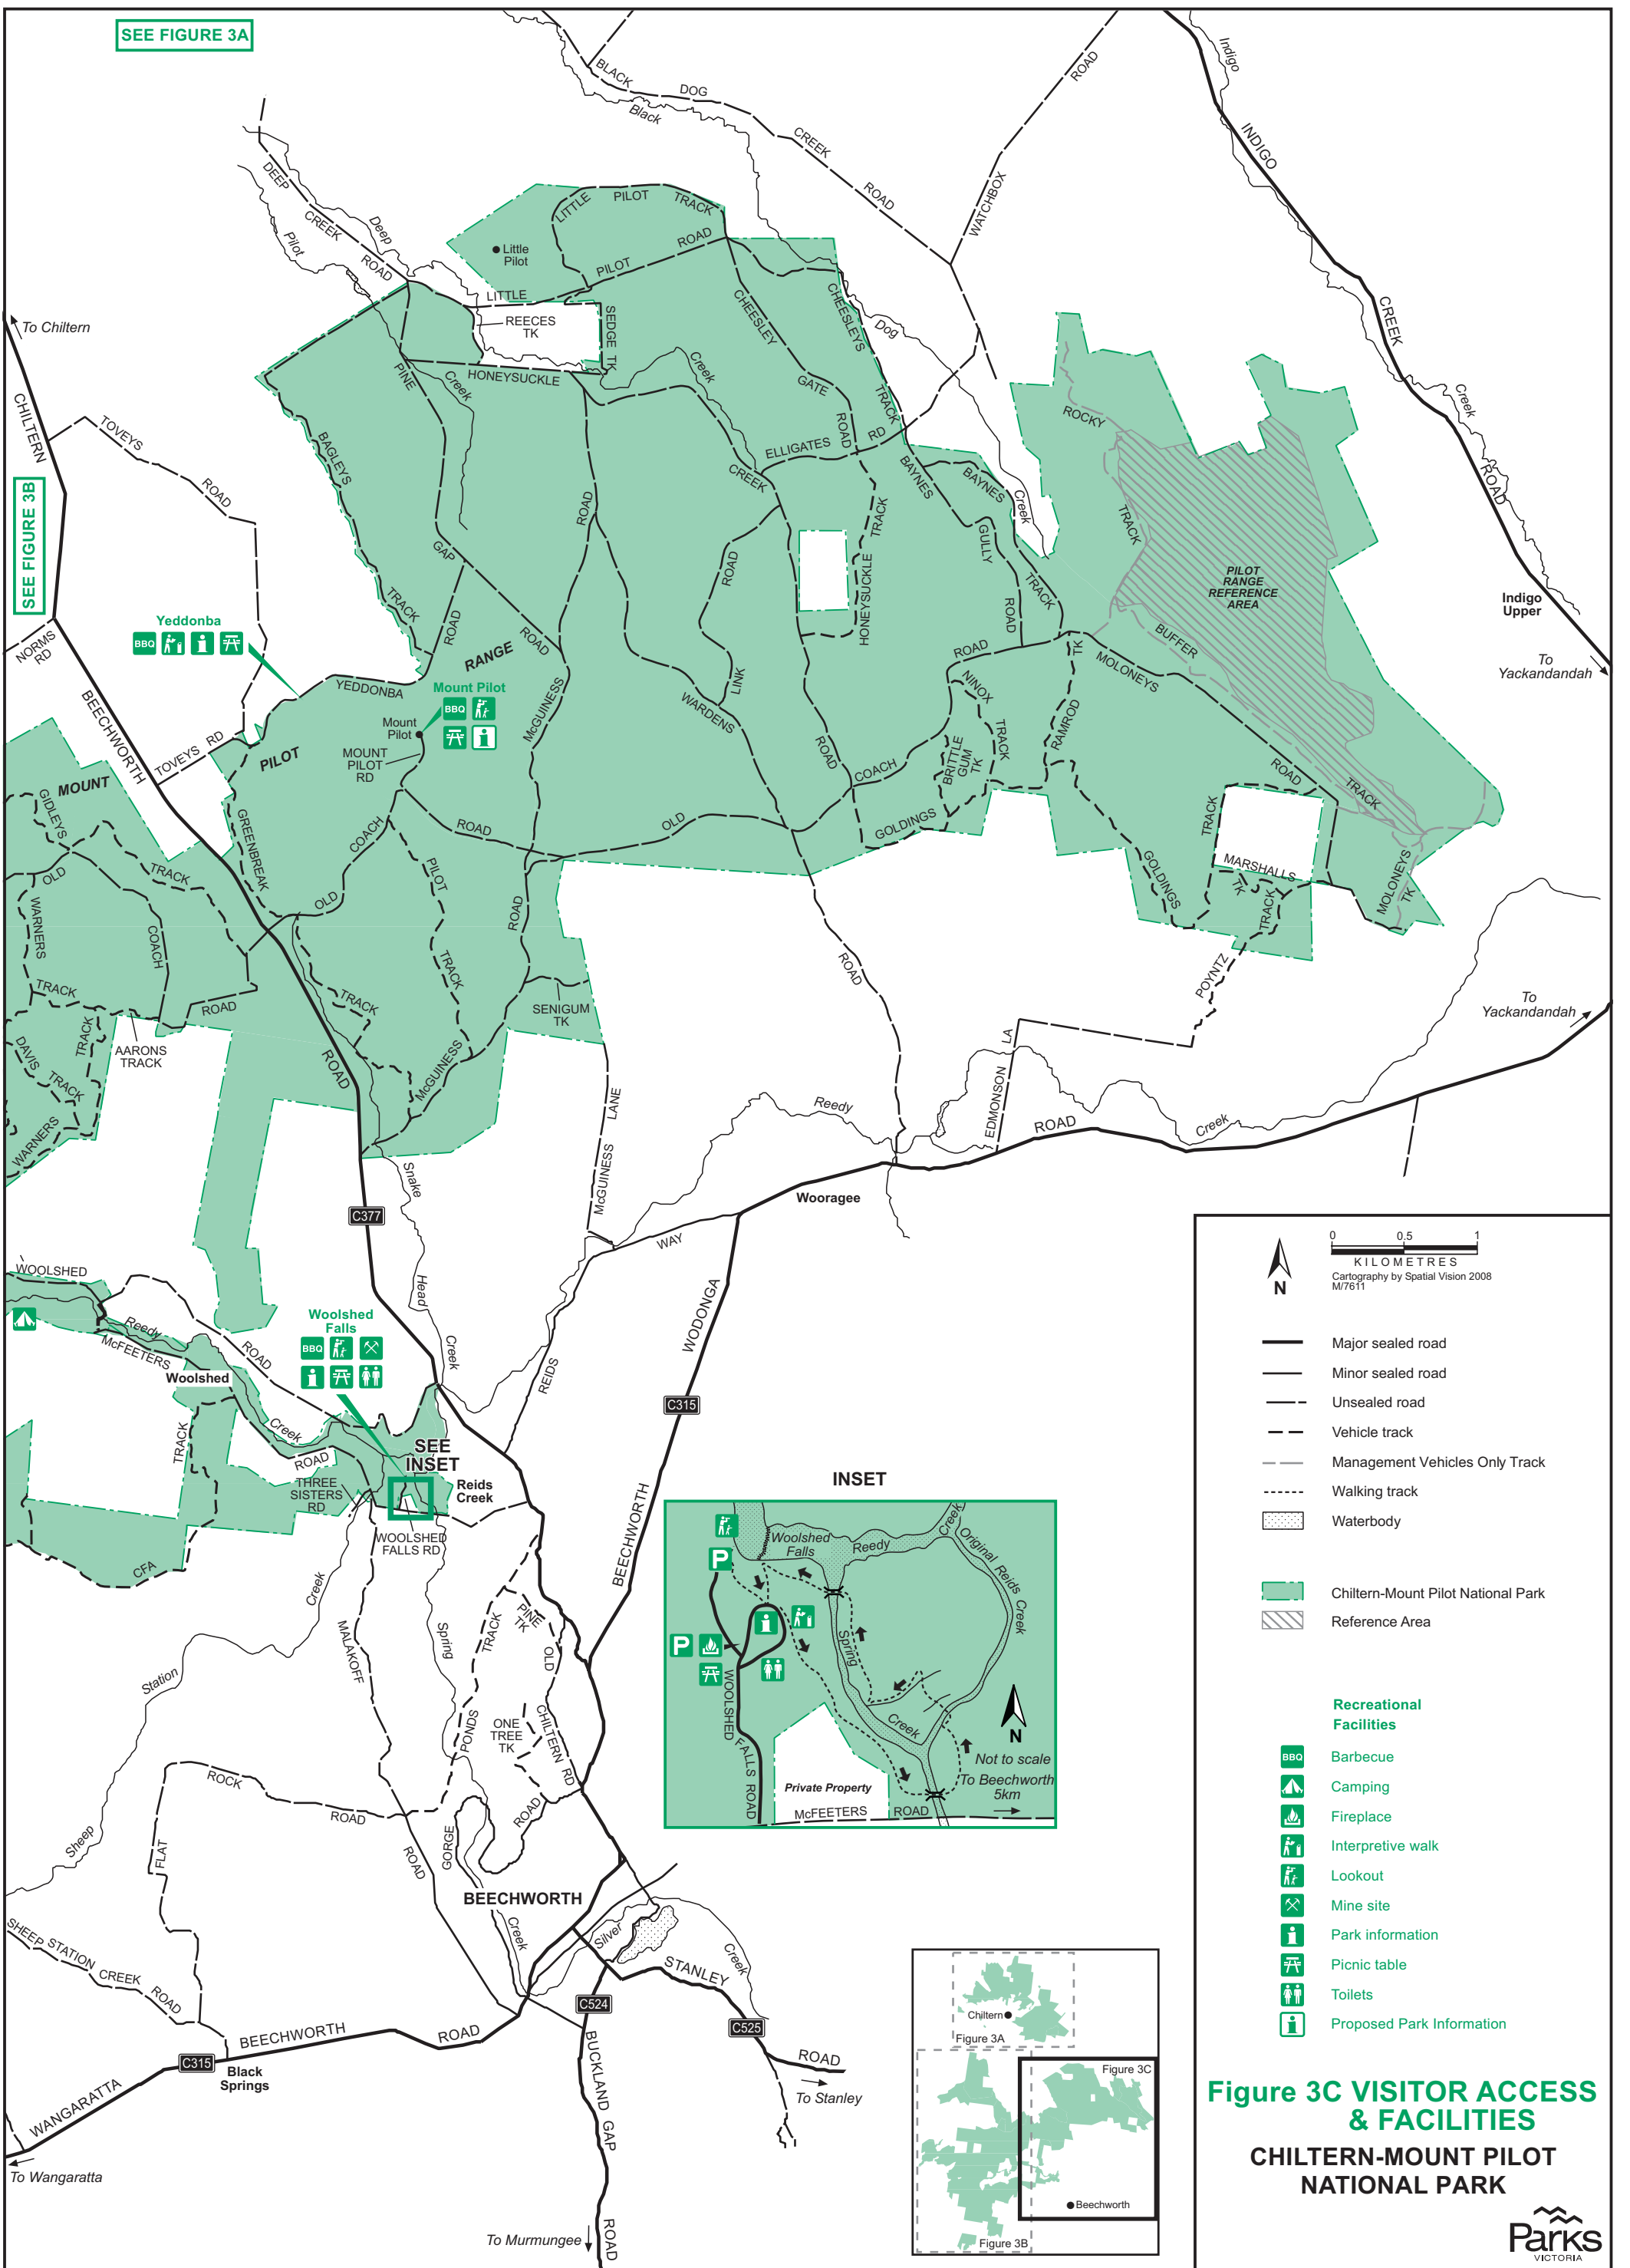 SEE FIGURE 3A
SEE FIGURE 3B
To Chiltern
CHILTERN
BEECHWORTH
ROAD
NORMS
RD
TOVEYS
ROAD
TOVEYS RD
Yeddonba
BBQ
DEEP
CREEK
ROAD
Deep
Pilot
Creek
BLACK
DOG
CREEK
ROAD
Black
Dog
Creek
WATCHBOX
ROAD
Indigo
INDIGO
CREEK
ROAD
Creek
Indigo
Upper
To
Yackandandah
LITTLE
PILOT
TRACK
Little
Pilot
LITTLE
PILOT
ROAD
REECES
TK
SEDGE TK
HONEYSUCKLE
CREEK
ROAD
Creek
PINE
GAP
ROAD
BAGLEYS
TRACK
CHEESLEY
GATE
ROAD
CHEESLEYS
TRACK
ELLIGATES
RD
BAYNES
GULLY
ROAD
BAYNES
TRACK
HONEYSUCKLE
TRACK
ROCKY
TRACK
PILOT
RANGE
REFERENCE
AREA
BUFFER
TRACK
MOLONEYS
ROAD
MOLONEYS
TK
YEDDONBA
ROAD
MOUNT
PILOT
RANGE
Mount Pilot
BBQ
Mount
Pilot
MOUNT
PILOT
RD
McGUINESS
ROAD
LINK
ROAD
WARDENS
ROAD
OLD
COACH
ROAD
OLD
COACH
ROAD
NINOX
TRACK
BRITTLE
GUM
TK
RAMROD
TK
GOLDINGS
GOLDINGS
TRACK
MARSHALLS
TK
TRACK
POYNTZ
GREENBREAK
TRACK
PILOT
TRACK
SENIGUM
TK
McGUINESS
GIDLEYS
TRACK
OLD
COACH
ROAD
WARNERS
TRACK
AARONS
TRACK
DAVIS
TRACK
TRACK
WARNERS
McGUINESS
LANE
EDMONSON
LA
Reedy
Creek
ROAD
To
Yackandandah
Wooragee
C377
Snake
Head
Creek
WAY
REIDS
WODONGA
C315
BEECHWORTH
WOOLSHED
ROAD
Reedy
Creek
McFEETERS
ROAD
Woolshed
Woolshed
Falls
BBQ
SEE
INSET
Reids
Creek
THREE
SISTERS
RD
WOOLSHED
FALLS RD
TRACK
CFA
Creek
Station
Sheep
MALAKOFF
ROAD
Spring
Creek
PINE
TK
TRACK
PONDS
ONE
TREE
TK
OLD
CHILTERN RD
ROCK
ROAD
FLAT
GORGE
ROAD
BEECHWORTH
Silver
Creek
STANLEY
ROAD
C524
C525
To Stanley
SHEEP STATION CREEK ROAD
C315
Black
Springs
WANGARATTA
BEECHWORTH
ROAD
To Wangaratta
BUCKLAND GAP
ROAD
To Murmungee
INSET
Woolshed
Falls
Reedy
Creek
Original Reids
Creek
P
P
Spring
Creek
WOOLSHED
FALLS ROAD
N
Not to scale
To Beechworth
5km
Private Property
McFEETERS
ROAD
Chiltern
Figure 3A
Figure 3C
Beechworth
Figure 3B
N
0 0.5 1
KILOMETRES
Cartography by Spatial Vision 2008
M/7611
Major sealed road
Minor sealed road
Unsealed road
Vehicle track
Management Vehicles Only Track
Walking track
Waterbody
Chiltern-Mount Pilot National Park
Reference Area
Recreational
Facilities
BBQ Barbecue
Camping
Fireplace
Interpretive walk
Lookout
Mine site
Park information
Picnic table
Toilets
Proposed Park Information
Figure 3C VISITOR ACCESS
& FACILITIES
CHILTERN-MOUNT PILOT
NATIONAL PARK
Parks
VICTORIA